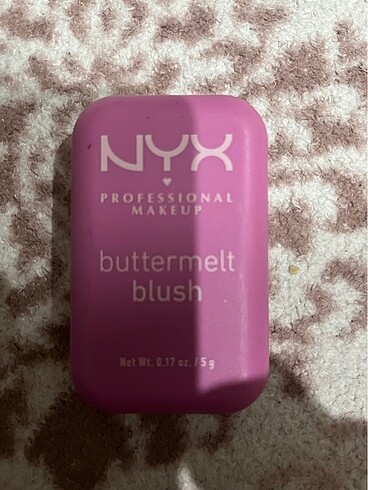 NYX
PROFESSIONAL
MAKEUP
buttermelt
blush
Net Wt. 0.17 oz. / 5 g